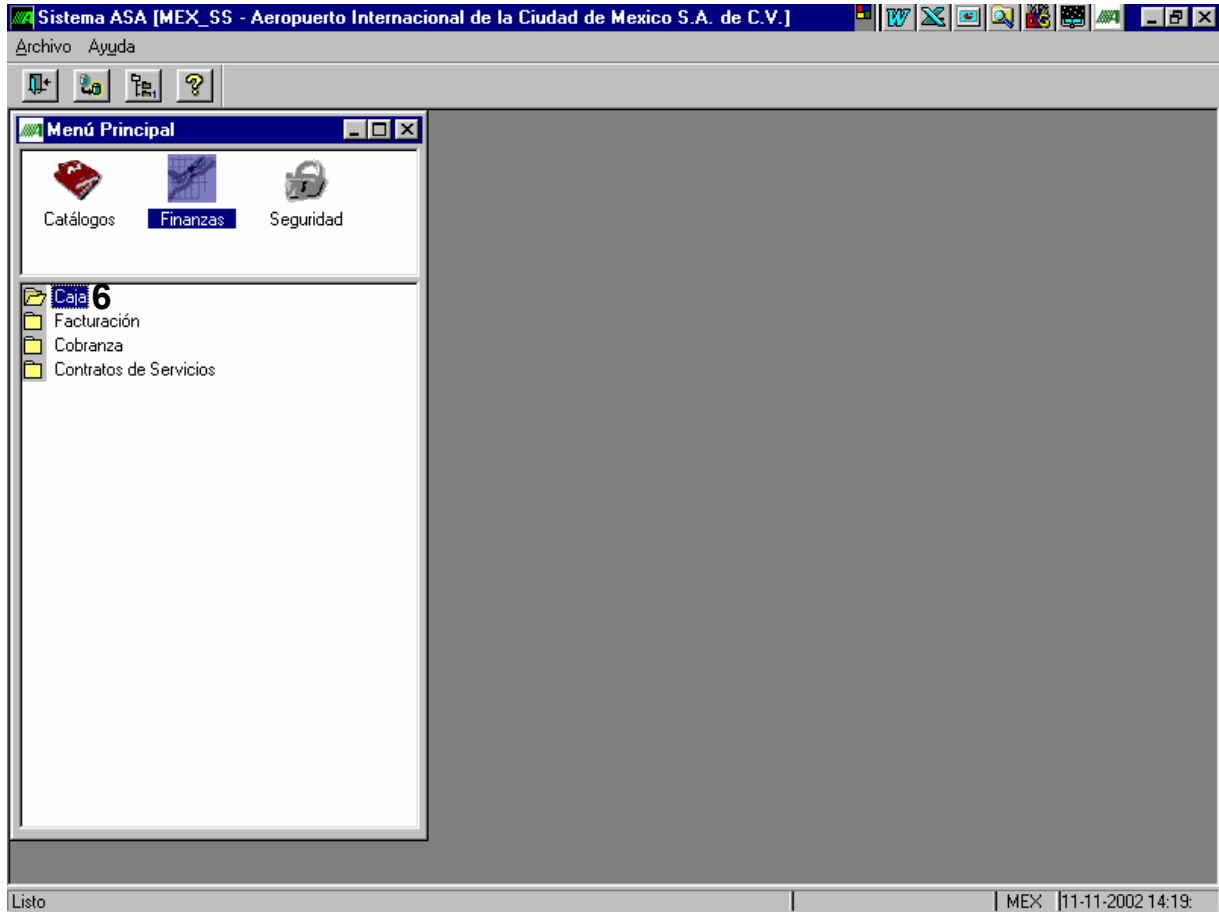 Sistema ASA [MEX_SS - Aeropuerto Internacional de la Ciudad de Mexico S.A. de C.V.]
Archivo Ayuda
Menú Principal
Catálogos Finanzas Seguridad
Caja 6
Facturación
Cobranza
Contratos de Servicios
Listo MEX 11-11-2002 14:19: